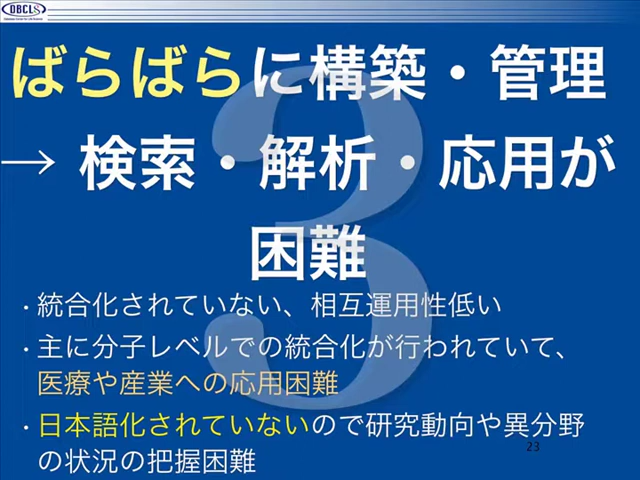 DBCLS
ばらばらに構築・管理
→ 検索・解析・応用が
困難
3
・統合化されていない、相互運用性低い
・主に分子レベルでの統合化が行われていて、
医療や産業への応用困難
・日本語化されていないので研究動向や異分野
の状況の把握困難
23